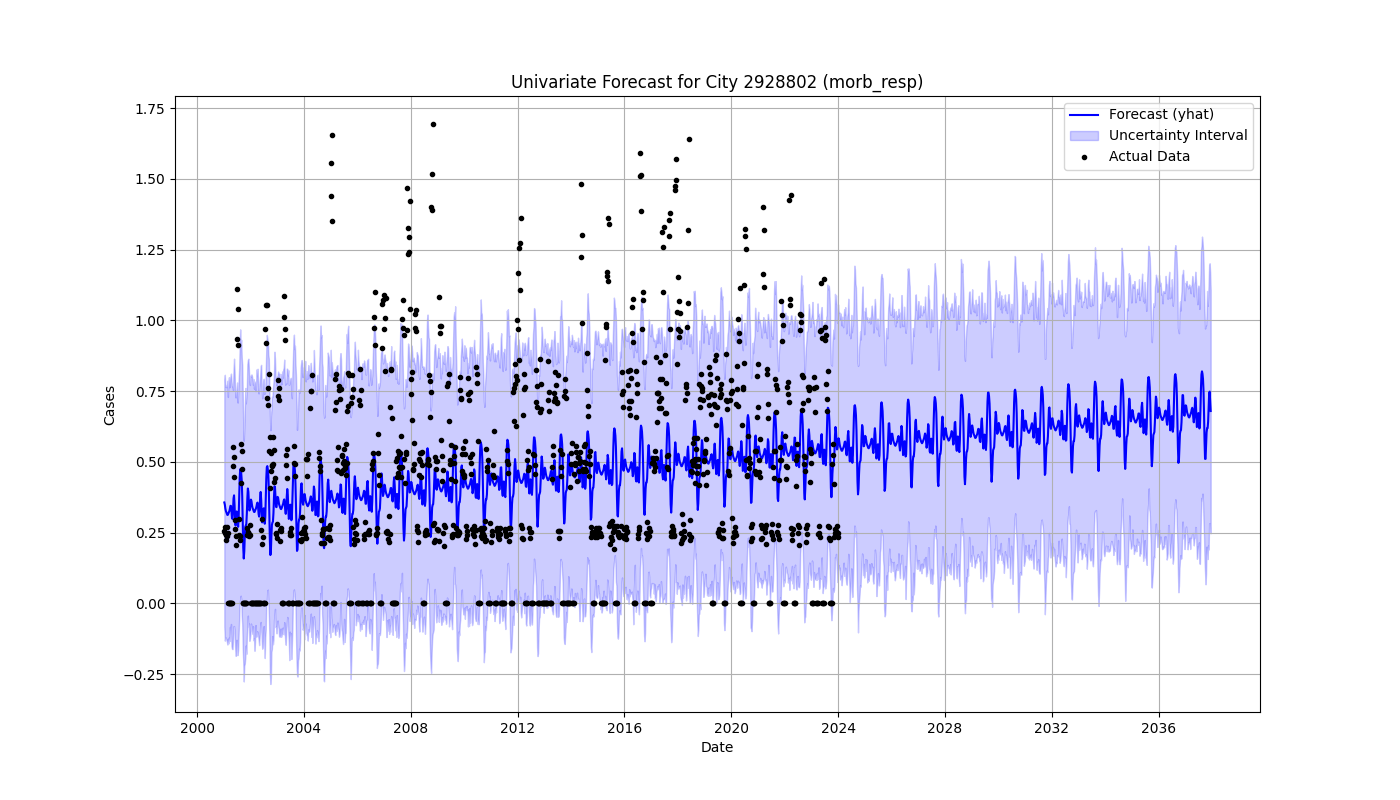 Univariate Forecast for City 2928802 (morb_resp)
Forecast (yhat)
Uncertainty Interval
Actual Data
Cases
1.75
1.50
1.25
1.00
0.75
0.50
0.25
0.00
−0.25
2000 2004 2008 2012 2016 2020 2024 2028 2032 2036
Date